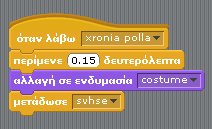 όταν λάβω xronia polla
περίμενε 0.15 δευτερόλεπτα
αλλαγή σε ενδυμασία costume
μετάδωσε svhse